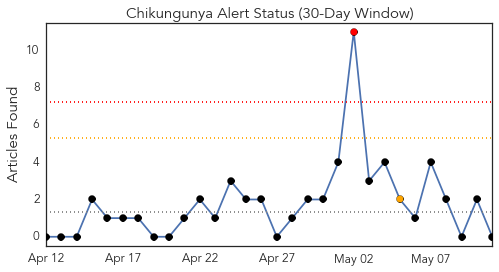 Chikungunya Alert Status (30-Day Window)
Articles Found
10
8
6
4
2
0
Apr 12
Apr 17
Apr 22
Apr 27
May 02
May 07